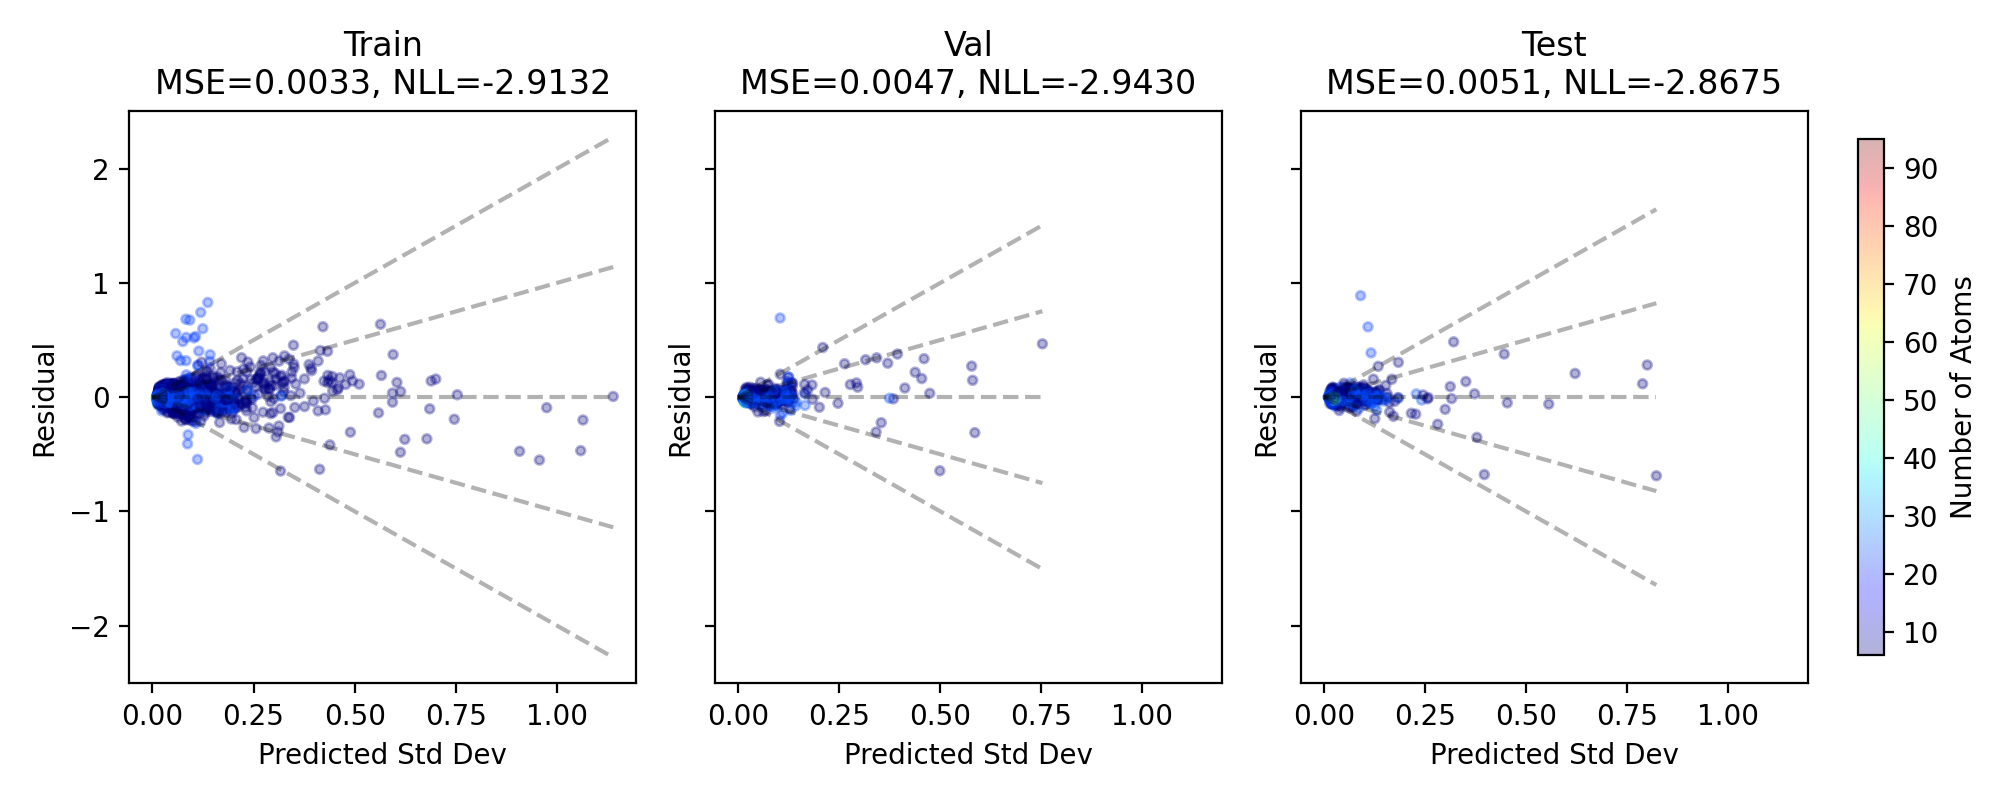 Train
MSE=0.0033, NLL=-2.9132
Val
MSE=0.0047, NLL=-2.9430
Test
MSE=0.0051, NLL=-2.8675
2
1
0
−1
−2
Residual
0.00 0.25 0.50 0.75 1.00
Predicted Std Dev
Residual
0.00 0.25 0.50 0.75 1.00
Predicted Std Dev
Residual
0.00 0.25 0.50 0.75 1.00
Predicted Std Dev
90
80
70
60
50
40
30
20
10
Number of Atoms